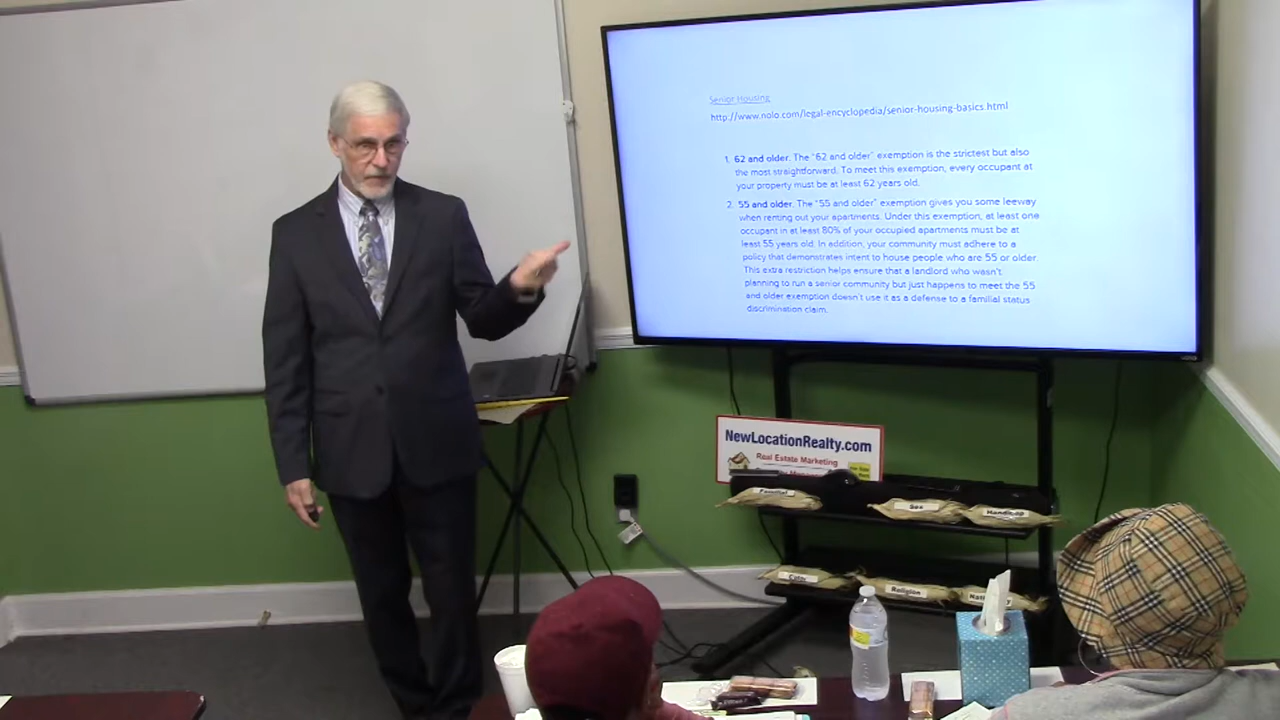 Senior Housing
http://www.nolo.com/legal-encyclopedia/senior-housing-basics.html
1. 62 and older. The "62 and older" exemption is the strictest but also
the most straightforward. To meet this exemption, every occupant at
your property must be at least 62 years old.
2. 55 and older. The "55 and older" exemption gives you some leeway
when renting out your apartments. Under this exemption, at least one
occupant in at least 80% of your occupied apartments must be at
least 55 years old. In addition, your community must adhere to a
policy that demonstrates intent to house people who are 55 or older.
This extra restriction helps ensure that a landlord who wasn't
planning to run a senior community but just happens to meet the 55
and older exemption doesn't use it as a defense to a familial status
discrimination claim.
NewLocationRealty.com
Real Estate Marketing
Familial
Sex
Handicap
Color
Religion